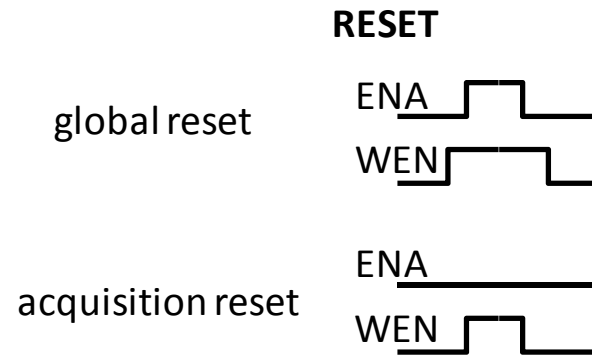 RESET
global reset
ENA
WEN
acquisition reset
ENA
WEN